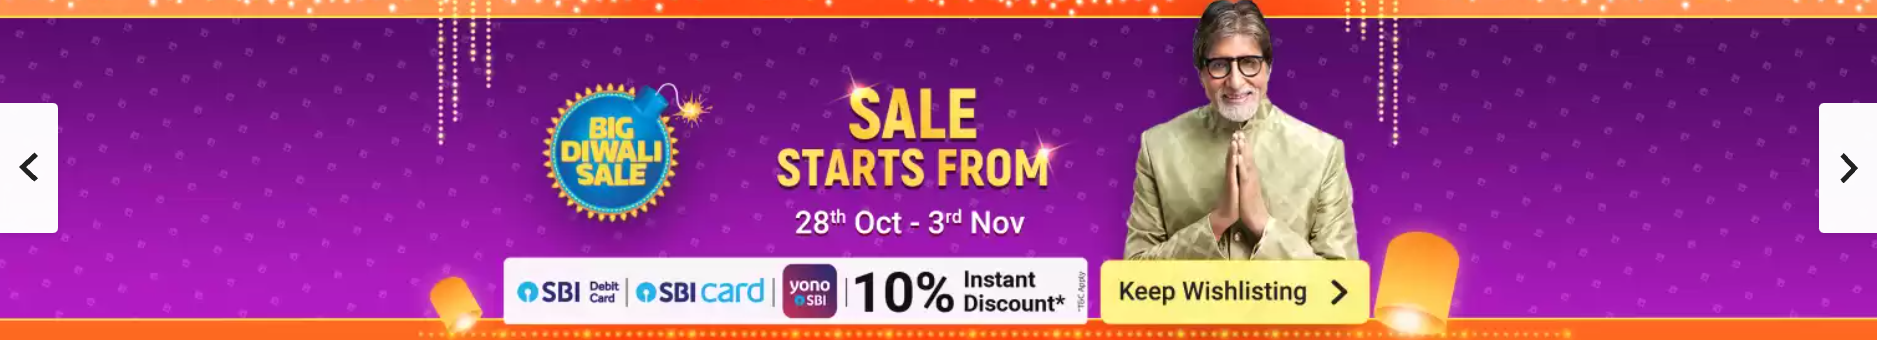 BIG
DIWALI
SALE
SALE
STARTS FROM
28th Oct - 3rd Nov
SBI Debit Card
SBI card
yono
SBI
10% Instant Discount*
*T&C Apply
Keep Wishlisting